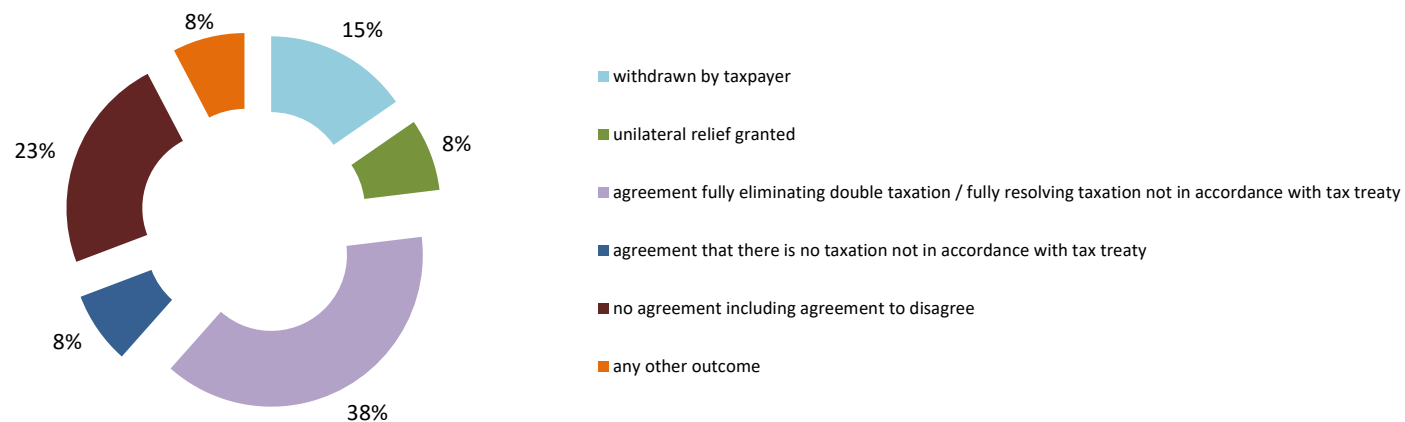 8%
15%
8%
23%
8%
38%
withdrawn by taxpayer
unilateral relief granted
agreement fully eliminating double taxation / fully resolving taxation not in accordance with tax treaty
agreement that there is no taxation not in accordance with tax treaty
no agreement including agreement to disagree
any other outcome